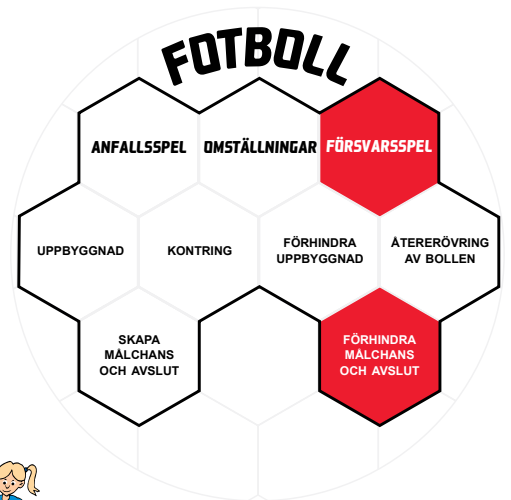 FOTBOLL
ANFALLSSPEL
OMSTÄLLNINGAR
FÖRSVARSSPEL
UPPBYGGNAD
KONTRING
FÖRHINDRA
UPPBYGGNAD
ÅTERERÖVRING
AV BOLLEN
SKAPA
MÅLCHANS
OCH AVSLUT
FÖRHINDRA
MÅLCHANS
OCH AVSLUT